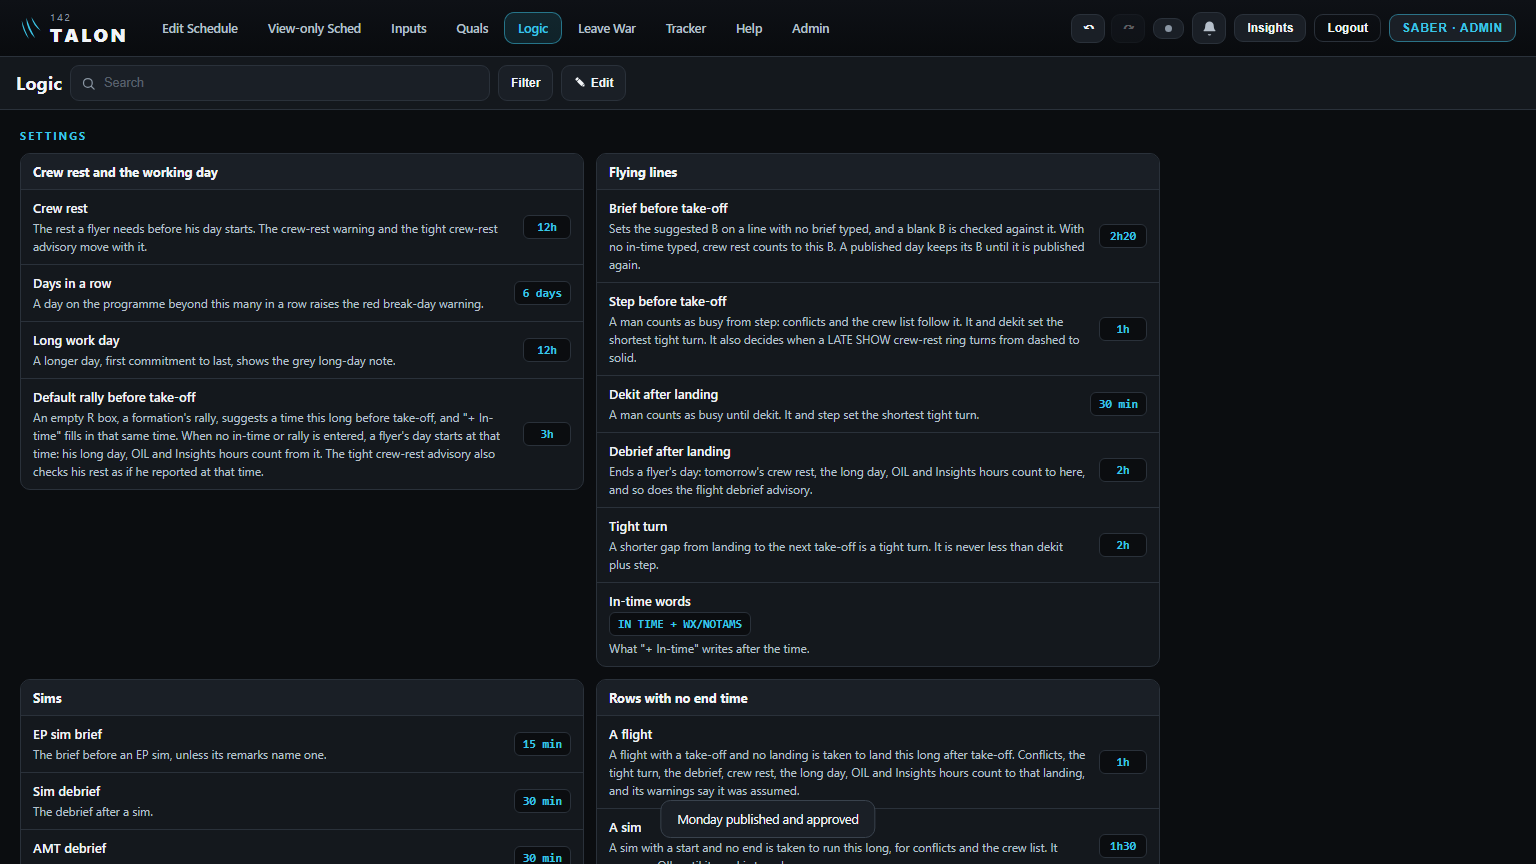 142
TALON
Edit Schedule
View-only Sched
Inputs
Quals
Logic
Leave War
Tracker
Help
Admin
Insights
Logout
SABER · ADMIN
Logic
Search
Filter
Edit
SETTINGS
Crew rest and the working day
Crew rest
The rest a flyer needs before his day starts. The crew-rest warning and the tight crew-rest
advisory move with it.
12h
Days in a row
A day on the programme beyond this many in a row raises the red break-day warning.
6 days
Long work day
A longer day, first commitment to last, shows the grey long-day note.
12h
Default rally before take-off
An empty R box, a formation's rally, suggests a time this long before take-off, and "+ In-
time" fills in that same time. When no in-time or rally is entered, a flyer's day starts at that
time: his long day, OIL and Insights hours count from it. The tight crew-rest advisory also
checks his rest as if he reported at that time.
3h
Flying lines
Brief before take-off
Sets the suggested B on a line with no brief typed, and a blank B is checked against it. With
no in-time typed, crew rest counts to this B. A published day keeps its B until it is published
again.
2h20
Step before take-off
A man counts as busy from step: conflicts and the crew list follow it. It and dekit set the
shortest tight turn. It also decides when a LATE SHOW crew-rest ring turns from dashed to
solid.
1h
Dekit after landing
A man counts as busy until dekit. It and step set the shortest tight turn.
30 min
Debrief after landing
Ends a flyer's day: tomorrow's crew rest, the long day, OIL and Insights hours count to here,
and so does the flight debrief advisory.
2h
Tight turn
A shorter gap from landing to the next take-off is a tight turn. It is never less than dekit
plus step.
2h
In-time words
IN TIME + WX/NOTAMS
What "+ In-time" writes after the time.
Sims
EP sim brief
The brief before an EP sim, unless its remarks name one.
15 min
Sim debrief
The debrief after a sim.
30 min
AMT debrief
30 min
Rows with no end time
A flight
A flight with a take-off and no landing is taken to land this long after take-off. Conflicts, the
tight turn, the debrief, crew rest, the long day, OIL and Insights hours count to that landing,
and its warnings say it was assumed.
1h
A sim
A sim with a start and no end is taken to run this long, for conflicts and the crew list. It
1h30
Monday published and approved